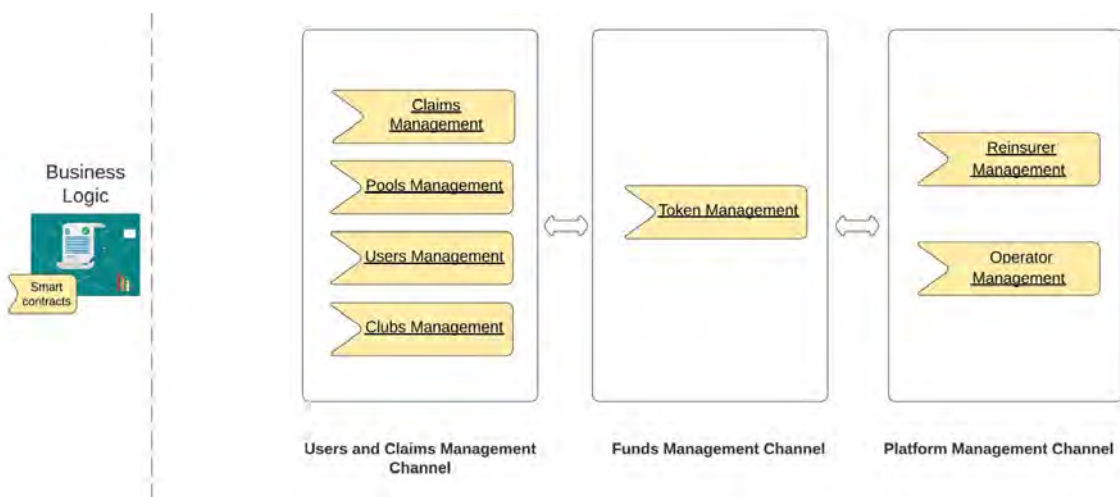 Business
Logic
Smart
contracts
Claims
Management
Pools Management
Users Management
Clubs Management
Users and Claims Management
Channel
Token Management
Funds Management Channel
Reinsurer
Management
Operator
Management
Platform Management Channel